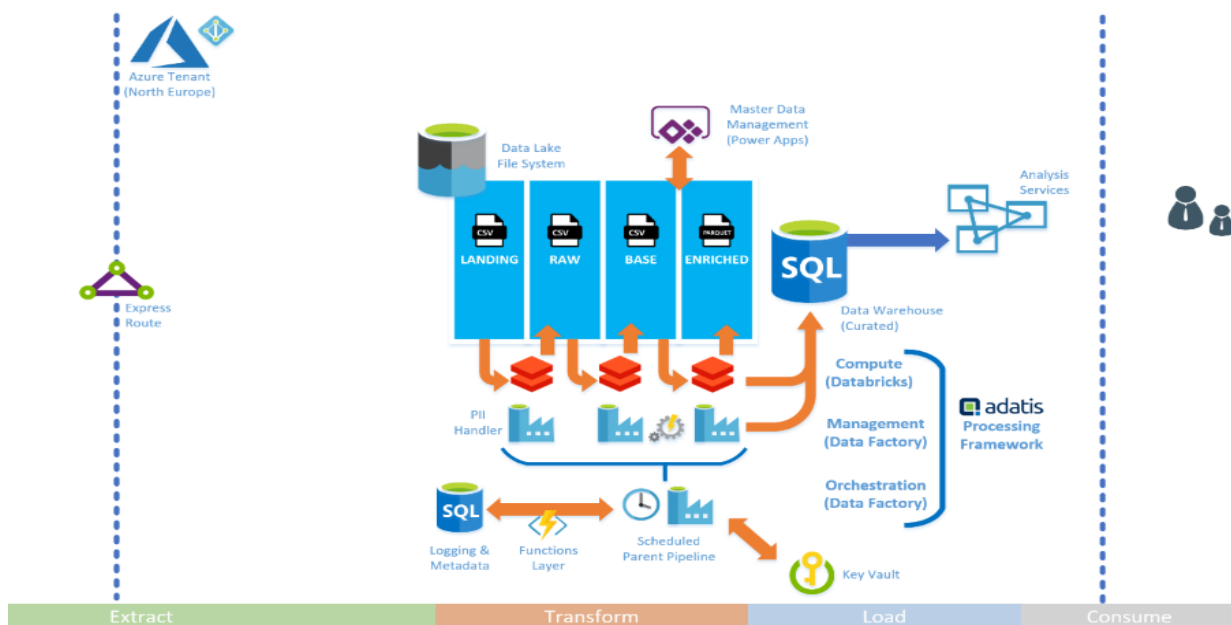 Azure Tenant
(North Europe)
Express
Route
Data Lake
File System
Master Data
Management
(Power Apps)
CSV
CSV
CSV
PARQUET
LANDING
RAW
BASE
ENRICHED
SQL
Data Warehouse
(Curated)
Analysis
Services
PII
Handler
Compute
(Databricks)
Management
(Data Factory)
Orchestration
(Data Factory)
adatis
Processing
Framework
SQL
Logging &
Metadata
Functions
Layer
Scheduled
Parent Pipeline
Key Vault
Extract
Transform
Load
Consume